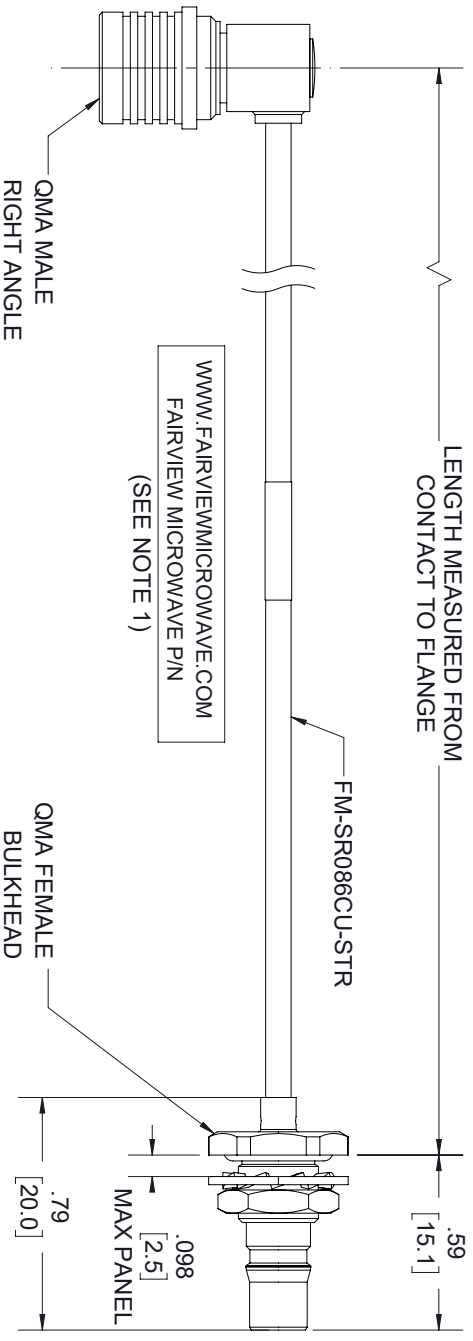 LENGTH MEASURED FROM
CONTACT TO FLANGE
.59
[15.1]
FM-SR086CU-STR
.098
[2.5]
MAX PANEL
.79
[20.0]
WWW.FAIRVIEWMICROWAVE.COM
FAIRVIEW MICROWAVE P/N
(SEE NOTE 1)
QMA MALE
RIGHT ANGLE
QMA FEMALE
BULKHEAD